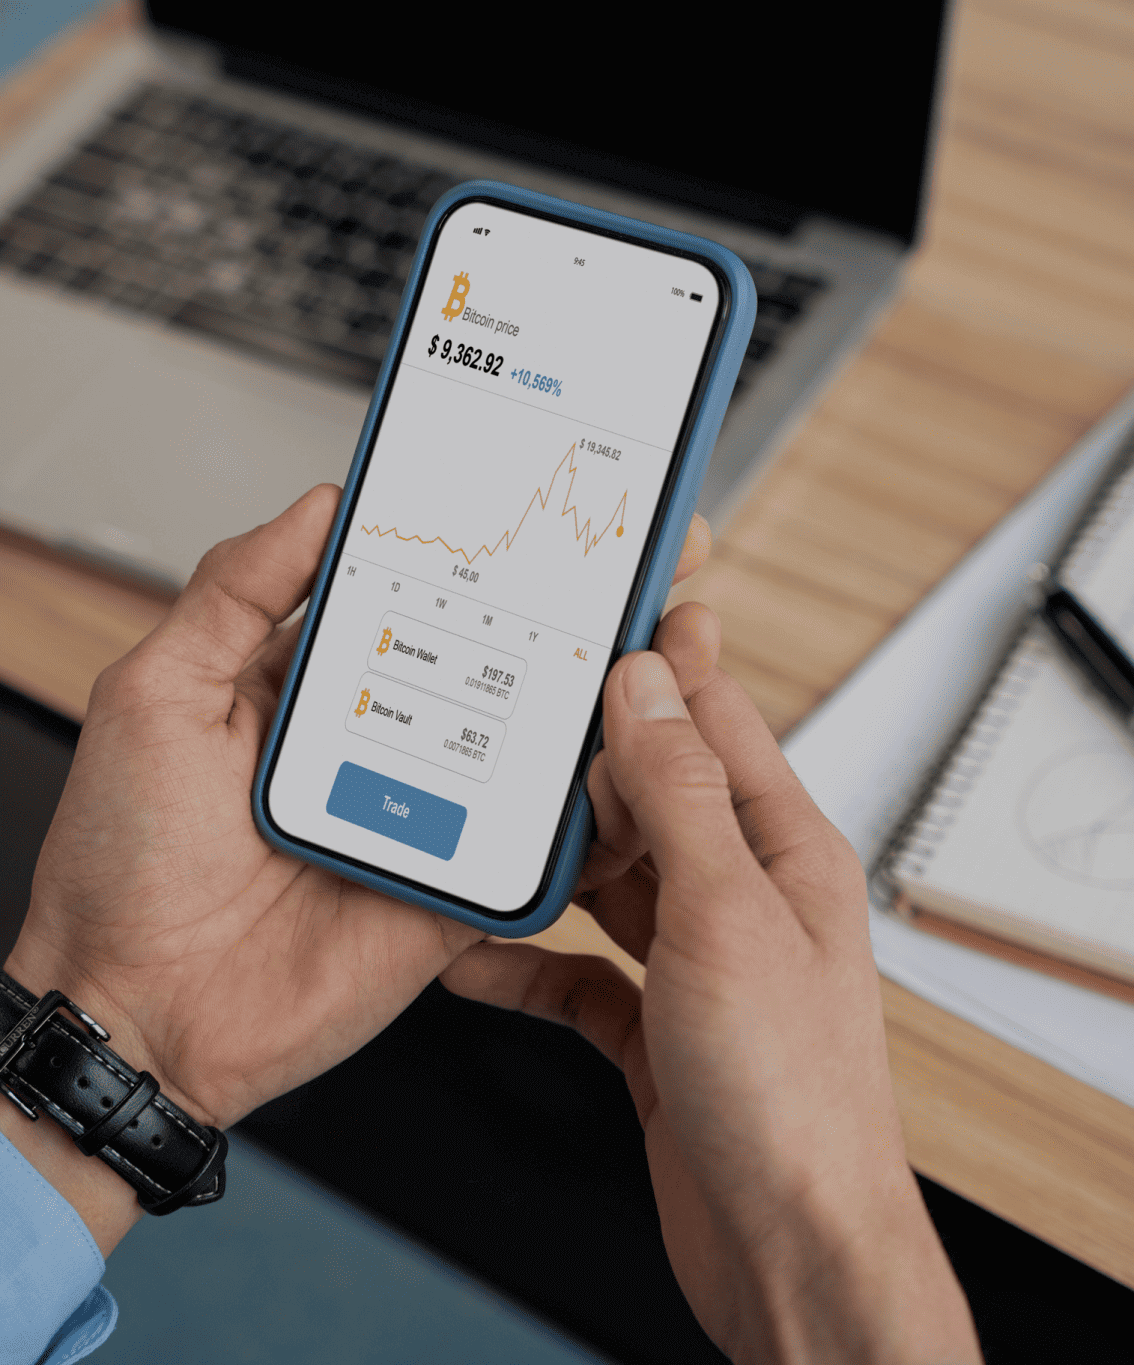 9:45
100%
Bitcoin price
$ 9,362.92 +10,569%
$ 19,345.82
$ 45,00
1H 1D 1W 1M 1Y ALL
Bitcoin Wallet
$197.53
0.01911865 BTC
Bitcoin Vault
$63.72
0.0071865 BTC
Trade
CURREN